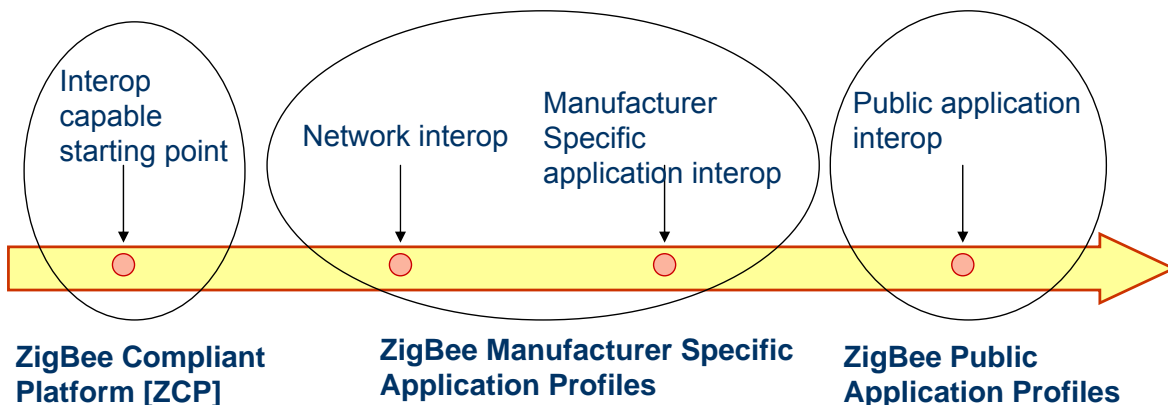 Interop
capable
starting point
Network interop
Manufacturer
Specific
application interop
Public application
interop
ZigBee Compliant
Platform [ZCP]
ZigBee Manufacturer Specific
Application Profiles
ZigBee Public
Application Profiles